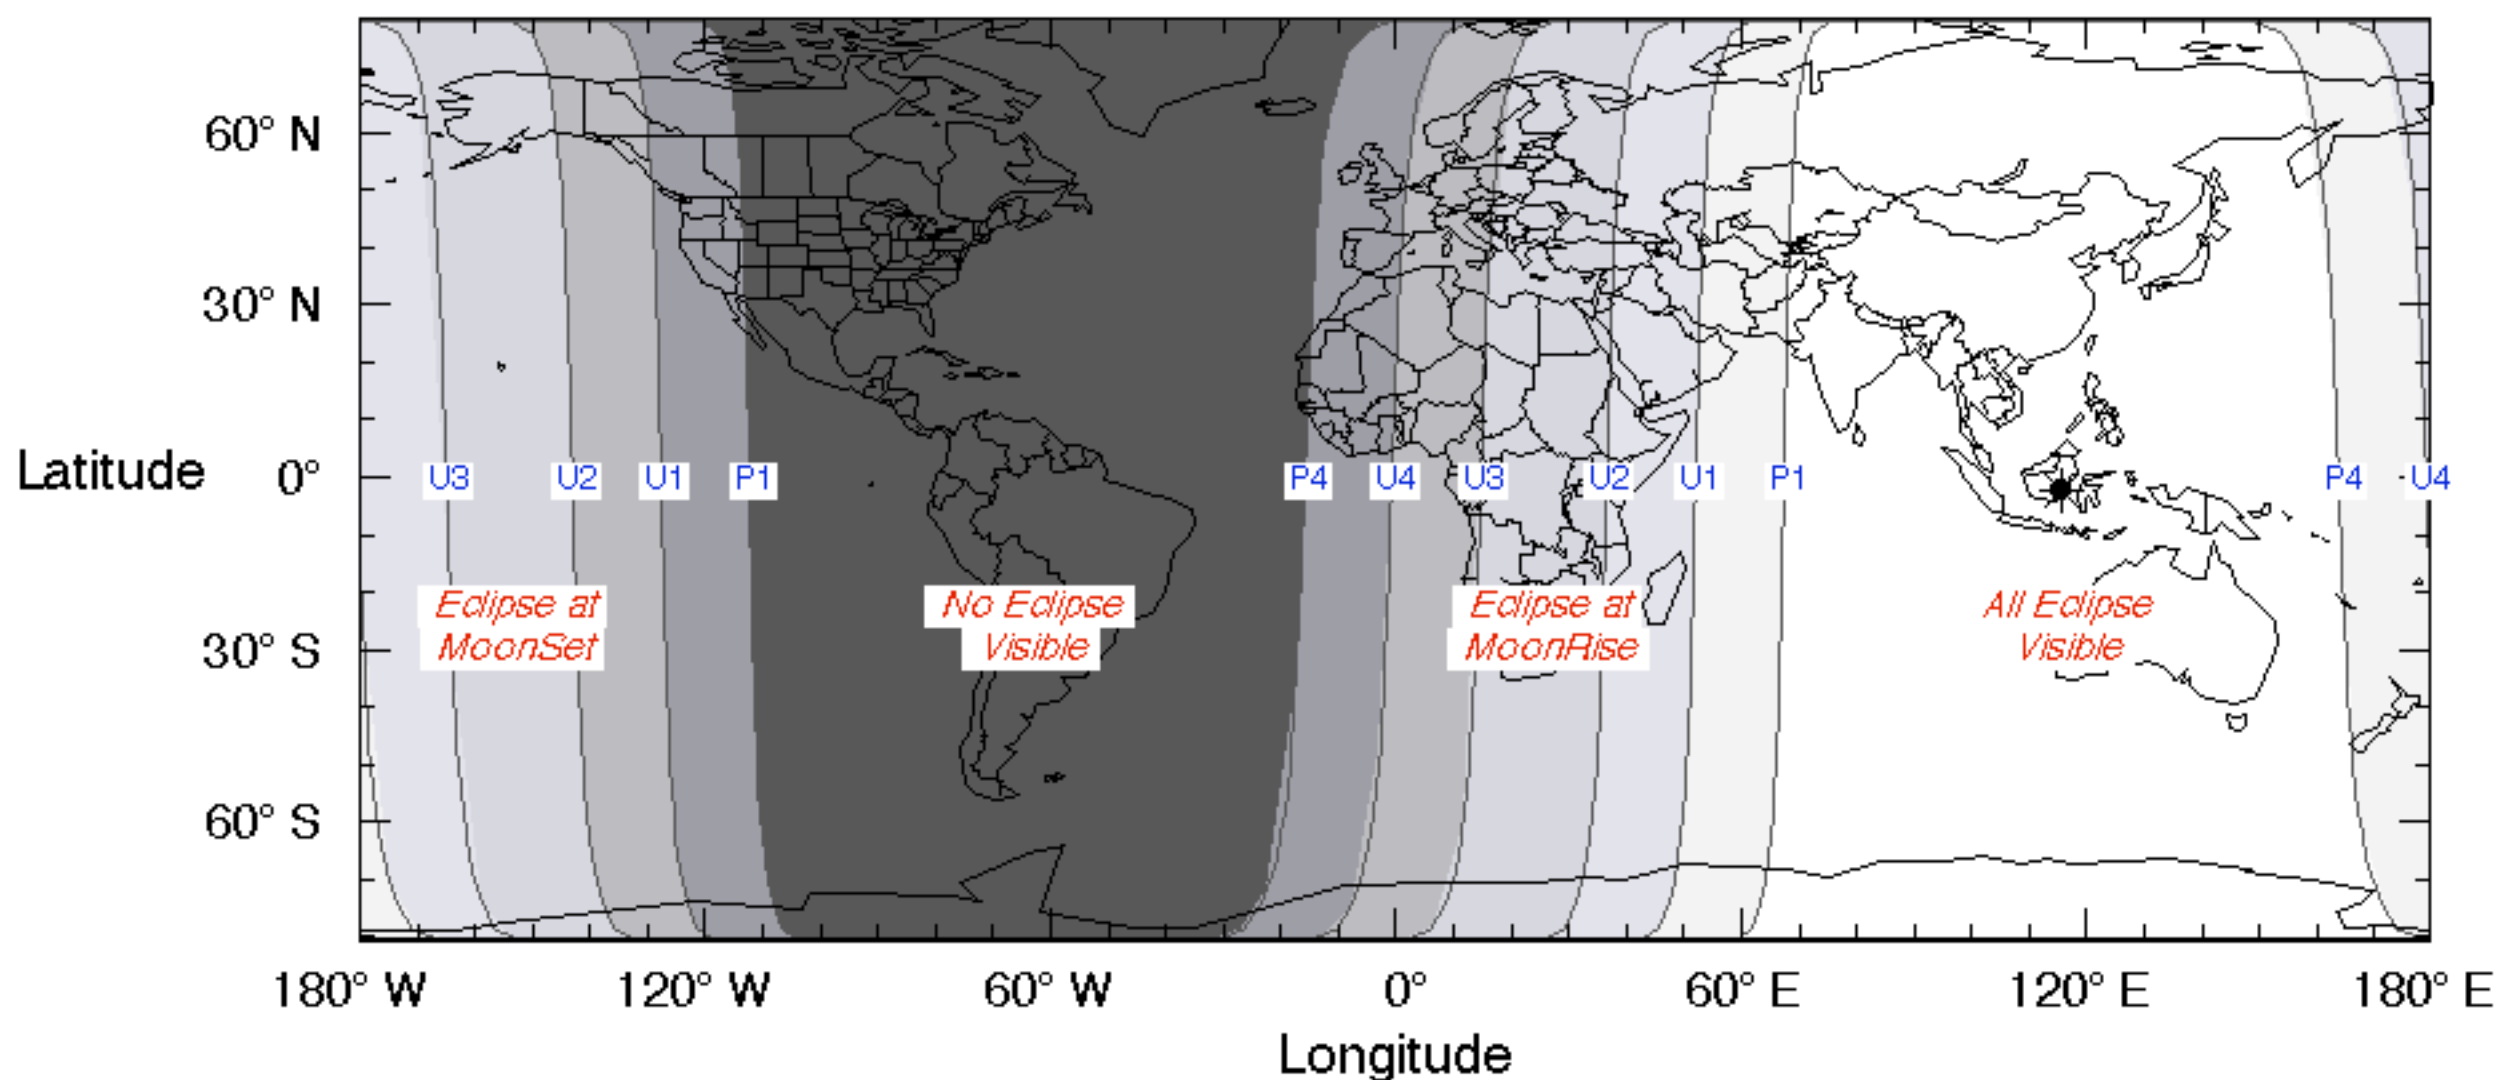 60° N
30° N
Latitude 0°
U3 U2 U1 P1 P4 U4 U3 U2 U1 P1 P4 U4
Eclipse at
MoonSet
No Eclipse
Visible
Eclipse at
MoonRise
All Eclipse
Visible
30° S
60° S
180° W 120° W 60° W 0° 60° E 120° E 180° E
Longitude